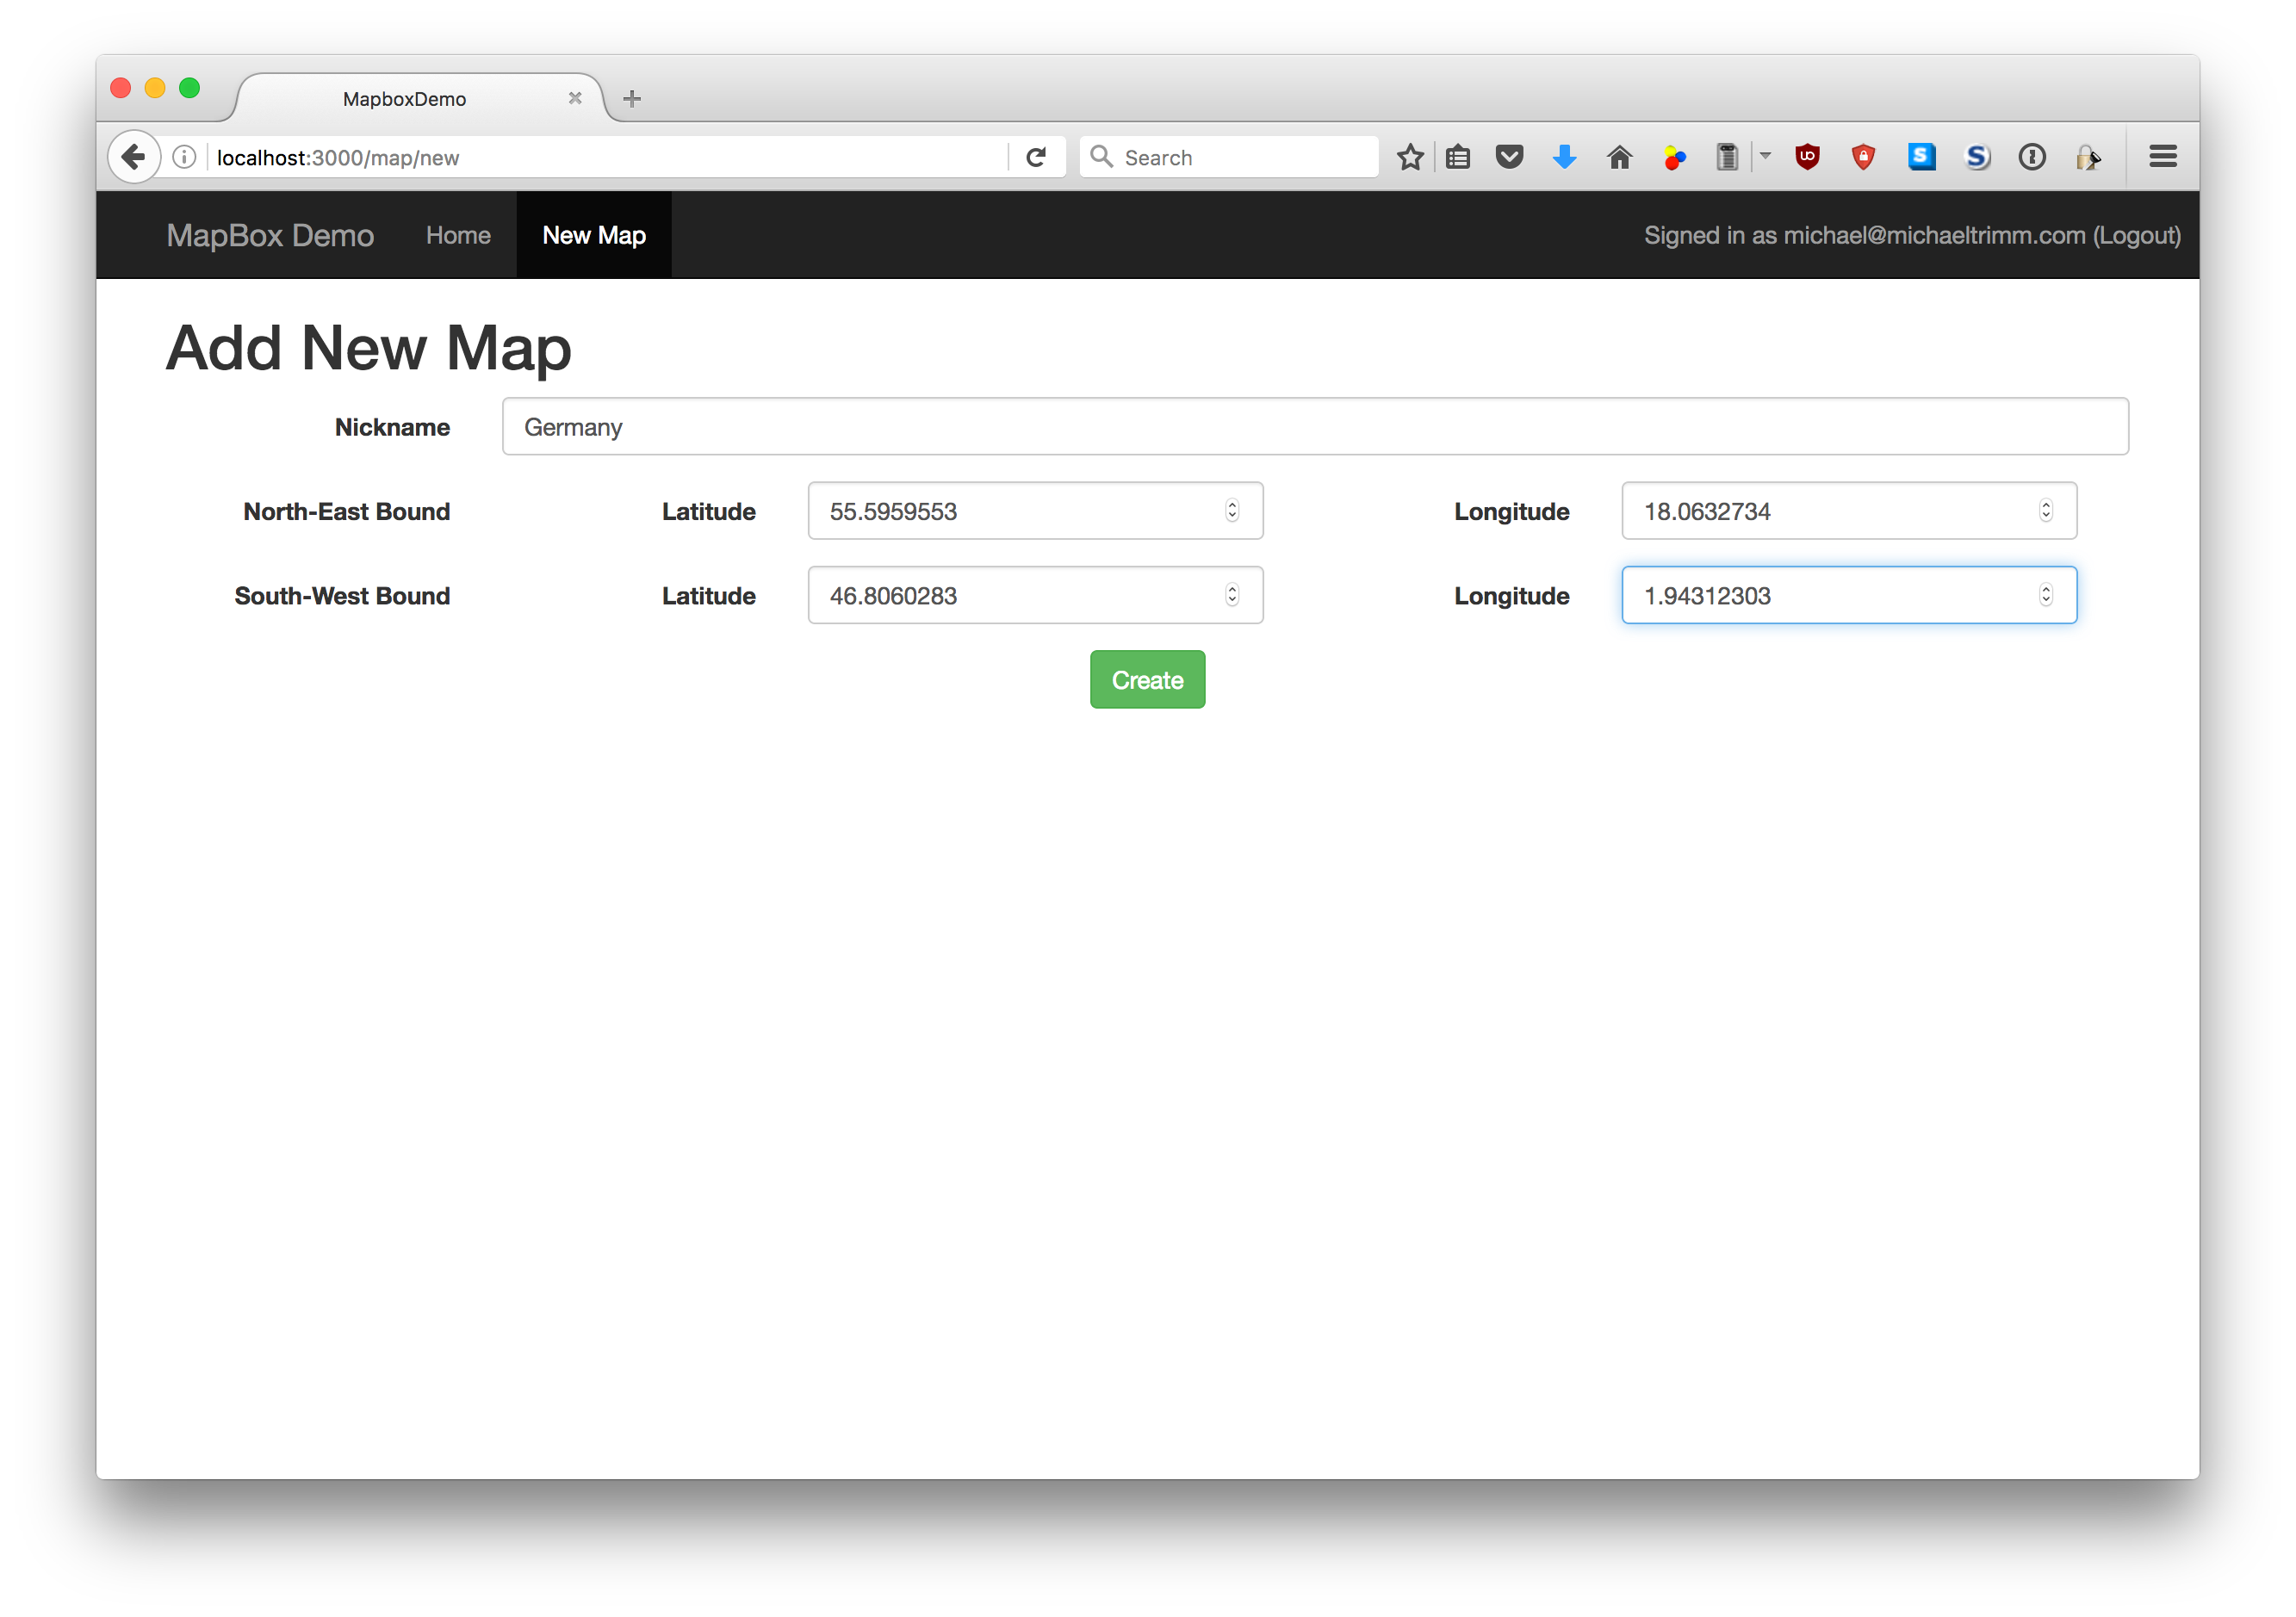 MapboxDemo
localhost:3000/map/new
Search
MapBox Demo Home New Map Signed in as michael@michaeltrimm.com (Logout)
Add New Map
Nickname Germany
North-East Bound Latitude 55.5959553 Longitude 18.0632734
South-West Bound Latitude 46.8060283 Longitude 1.94312303
Create